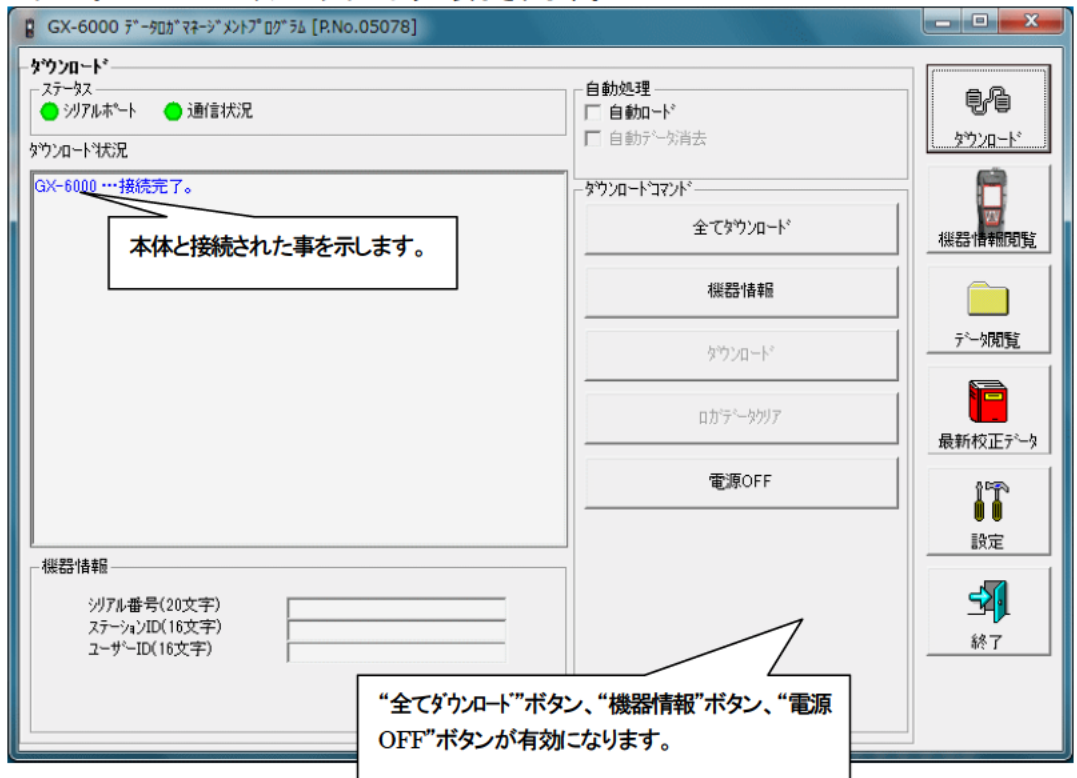 GX-6000 ﾃﾞｰﾀﾛｶﾞﾏﾈｰｼﾞﾒﾝﾄﾌﾟﾛｸﾞﾗﾑ [P.No.05078]
ﾀﾞｳﾝﾛｰﾄﾞ
ｽﾃｰﾀｽ
ｼﾘｱﾙﾎﾟｰﾄ 通信状況
ﾀﾞｳﾝﾛｰﾄﾞ状況
GX-6000 …接続完了。
本体と接続された事を示します。
機器情報
ｼﾘｱﾙ番号(20文字)
ｽﾃｰｼｮﾝID(16文字)
ﾕｰｻﾞｰID(16文字)
自動処理
自動ﾛｰﾄﾞ
自動ﾃﾞｰﾀ消去
ﾀﾞｳﾝﾛｰﾄﾞｺﾏﾝﾄﾞ
全てﾀﾞｳﾝﾛｰﾄﾞ
機器情報
ﾀﾞｳﾝﾛｰﾄﾞ
ﾛｶﾞﾃﾞｰﾀｸﾘｱ
電源OFF
“全てﾀﾞｳﾝﾛｰﾄﾞ”ボタン、“機器情報”ボタン、“電源
OFF”ボタンが有効になります。
ﾀﾞｳﾝﾛｰﾄﾞ
機器情報閲覧
ﾃﾞｰﾀ閲覧
最新校正ﾃﾞｰﾀ
設定
終了